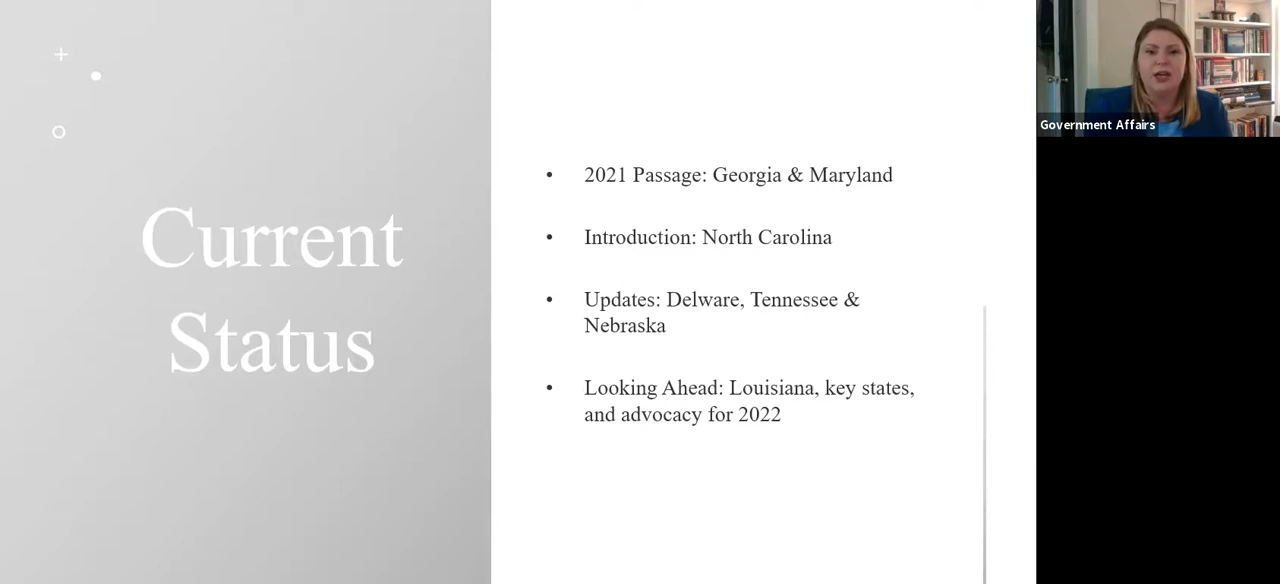 Current
Status
• 2021 Passage: Georgia & Maryland
• Introduction: North Carolina
• Updates: Delware, Tennessee &
Nebraska
• Looking Ahead: Louisiana, key states,
and advocacy for 2022
Government Affairs